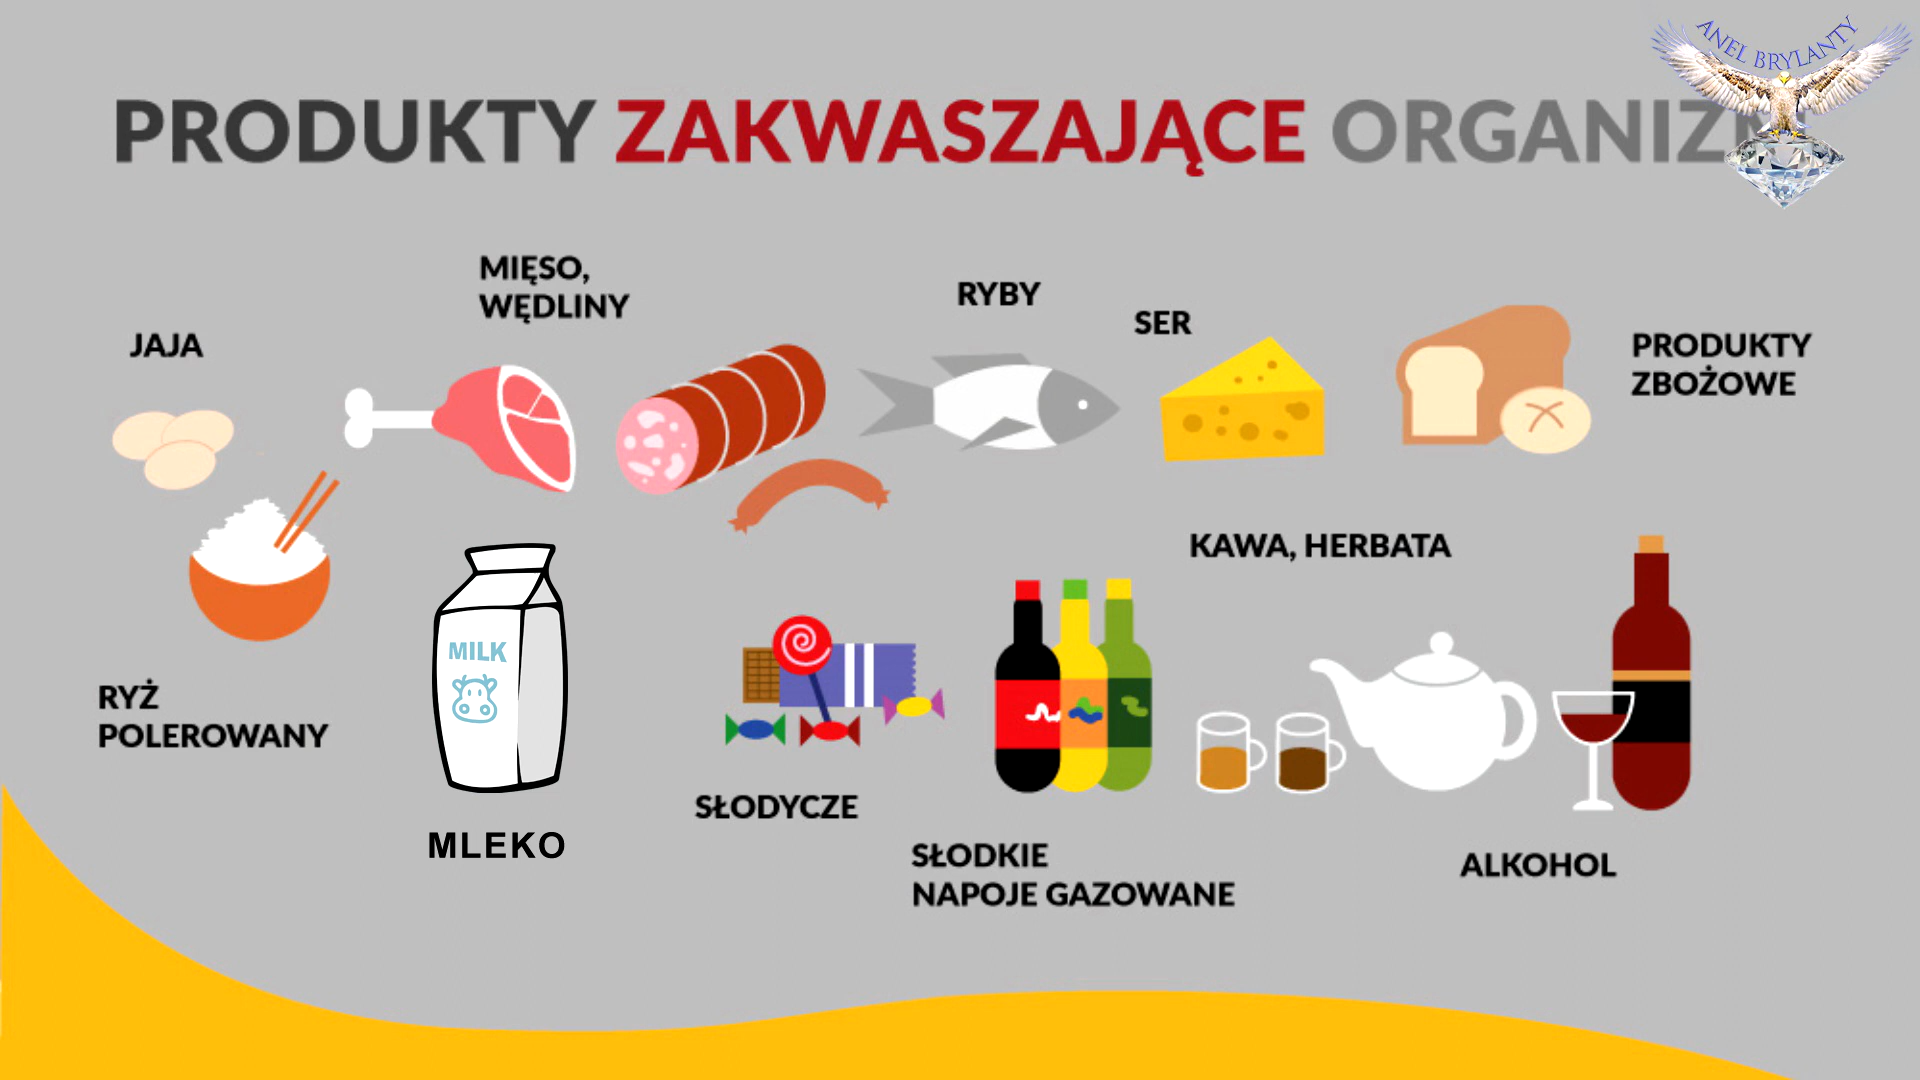 ANEL BRYLANTY
PRODUKTY ZAKWASZAJĄCE
MIĘSO,
WĘDLINY
RYBY
SER
JAJA
PRODUKTY
ZBOŻOWE
KAWA, HERBATA
MILK
RYŻ
POLEROWANY
SŁODYCZE
MLEKO
SŁODKIE
NAPOJE GAZOWANE
ALKOHOL